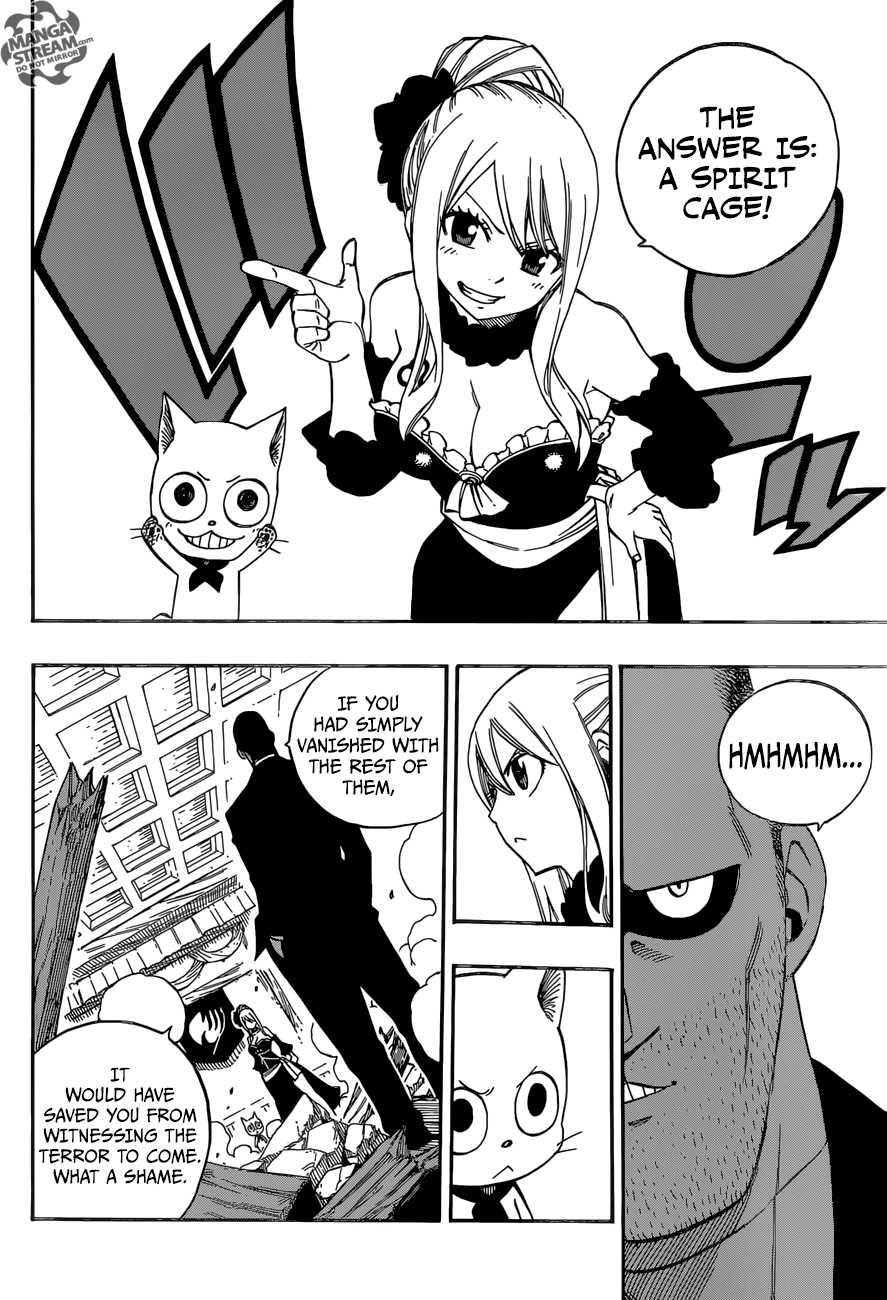 MANGA
STREAM.com
DO NOT MIRROR
THE
ANSWER IS:
A SPIRIT
CAGE!
HMHMHM...
IF YOU
HAD SIMPLY
VANISHED WITH
THE REST OF
THEM,
IT
WOULD HAVE
SAVED YOU FROM
WITNESSING THE
TERROR TO COME.
WHAT A SHAME.